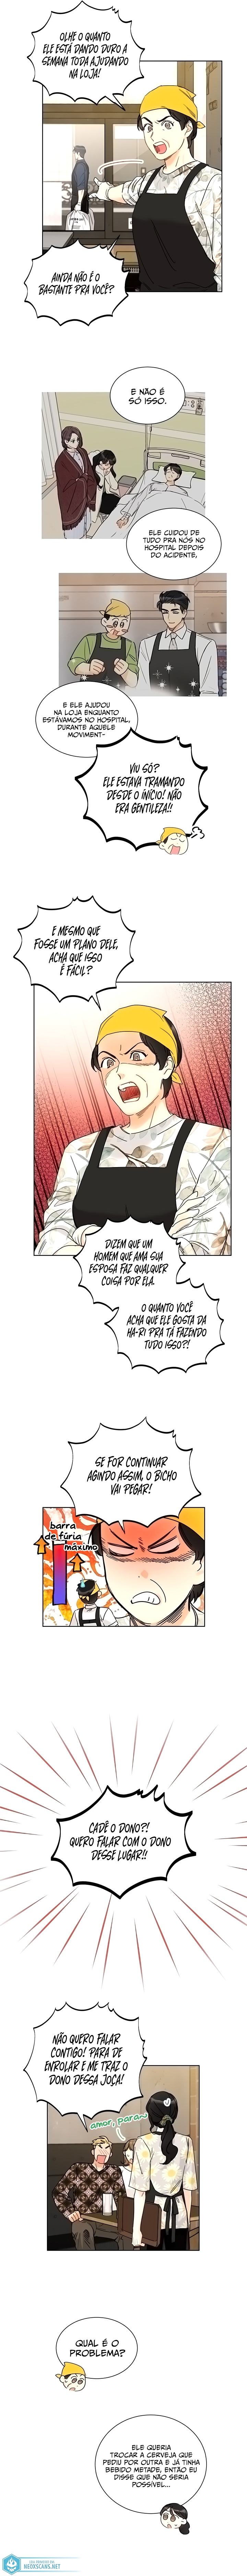 OLHE O QUANTO
ELE ESTÁ DANDO DURO A
SEMANA TODA AJUDANDO
NA LOJA!
AINDA NÃO É O
BASTANTE PRA VOCÊ?
E NÃO É
SÓ ISSO.
ELE CUIDOU DE
TUDO PRA NÓS NO
HOSPITAL DEPOIS
DO ACIDENTE,
E ELE AJUDOU
NA LOJA ENQUANTO
ESTÁVAMOS NO HOSPITAL,
DURANTE AQUELE
MOVIMENT-
VIU SÓ?
ELE ESTAVA TRAMANDO
DESDE O INÍCIO! NÃO
ERA GENTILEZA!!
E MESMO QUE
FOSSE UM PLANO DELE,
ACHA QUE ISSO
É FÁCIL?
DIZEM QUE UM
HOMEM QUE AMA SUA
ESPOSA FAZ QUALQUER
COISA POR ELA.
O QUANTO VOCÊ
ACHA QUE ELE GOSTA DA
HA-RI PRA TÁ FAZENDO
TUDO ISSO?!
SE FOR CONTINUAR
AGINDO ASSIM, O BICHO
VAI PEGAR!
barra
de fúria
máximo
CADÊ O DONO?!
QUERO FALAR COM O DONO
DESSE LUGAR!!
NÃO QUERO FALAR
CONTIGO! PARA DE
ENROLAR E ME TRAZ O
DONO DESSA JOÇA!
amor, para~
QUAL É O
PROBLEMA?
ELE QUERIA
TROCAR A CERVEJA QUE
PEDIU POR OUTRA E JÁ TINHA
BEBIDO METADE, ENTÃO EU
DISSE QUE NÃO SERIA
POSSÍVEL...
NEOXSCANS.NET